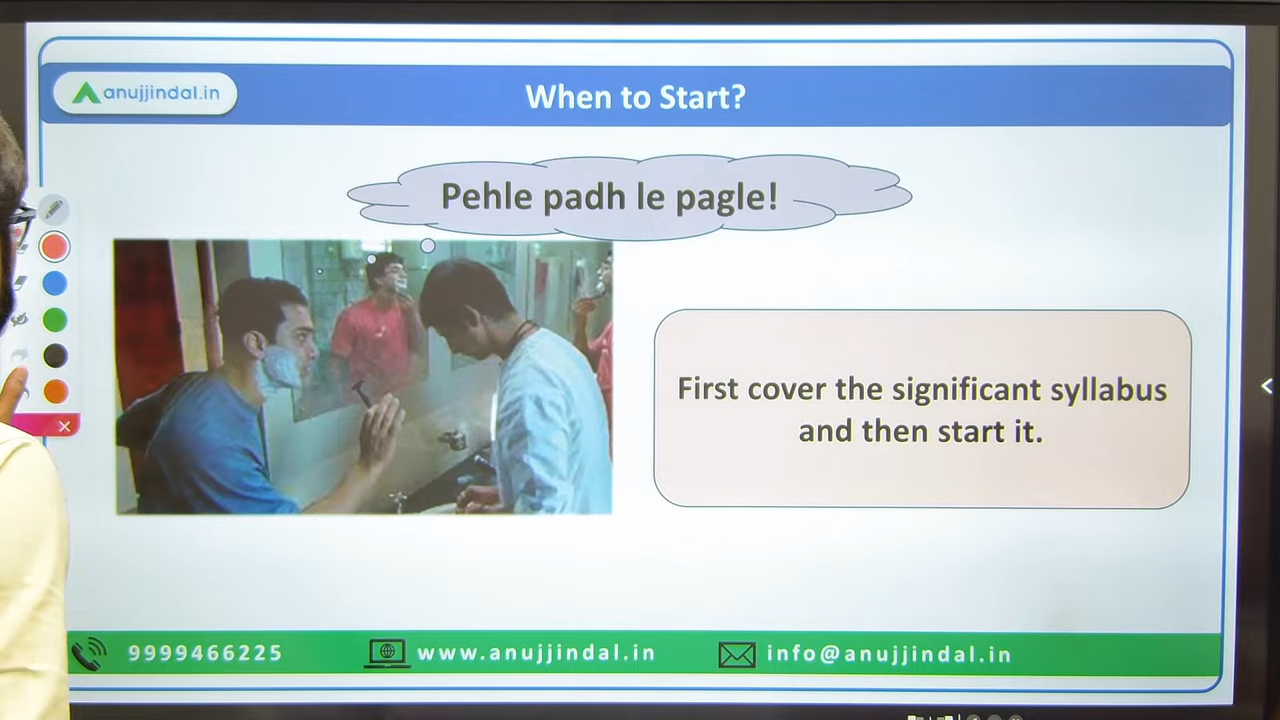 anujjindal.in
When to Start?
Pehle padh le pagle!
First cover the significant syllabus
and then start it.
9999466225
www.anujjindal.in
info@anujjindal.in